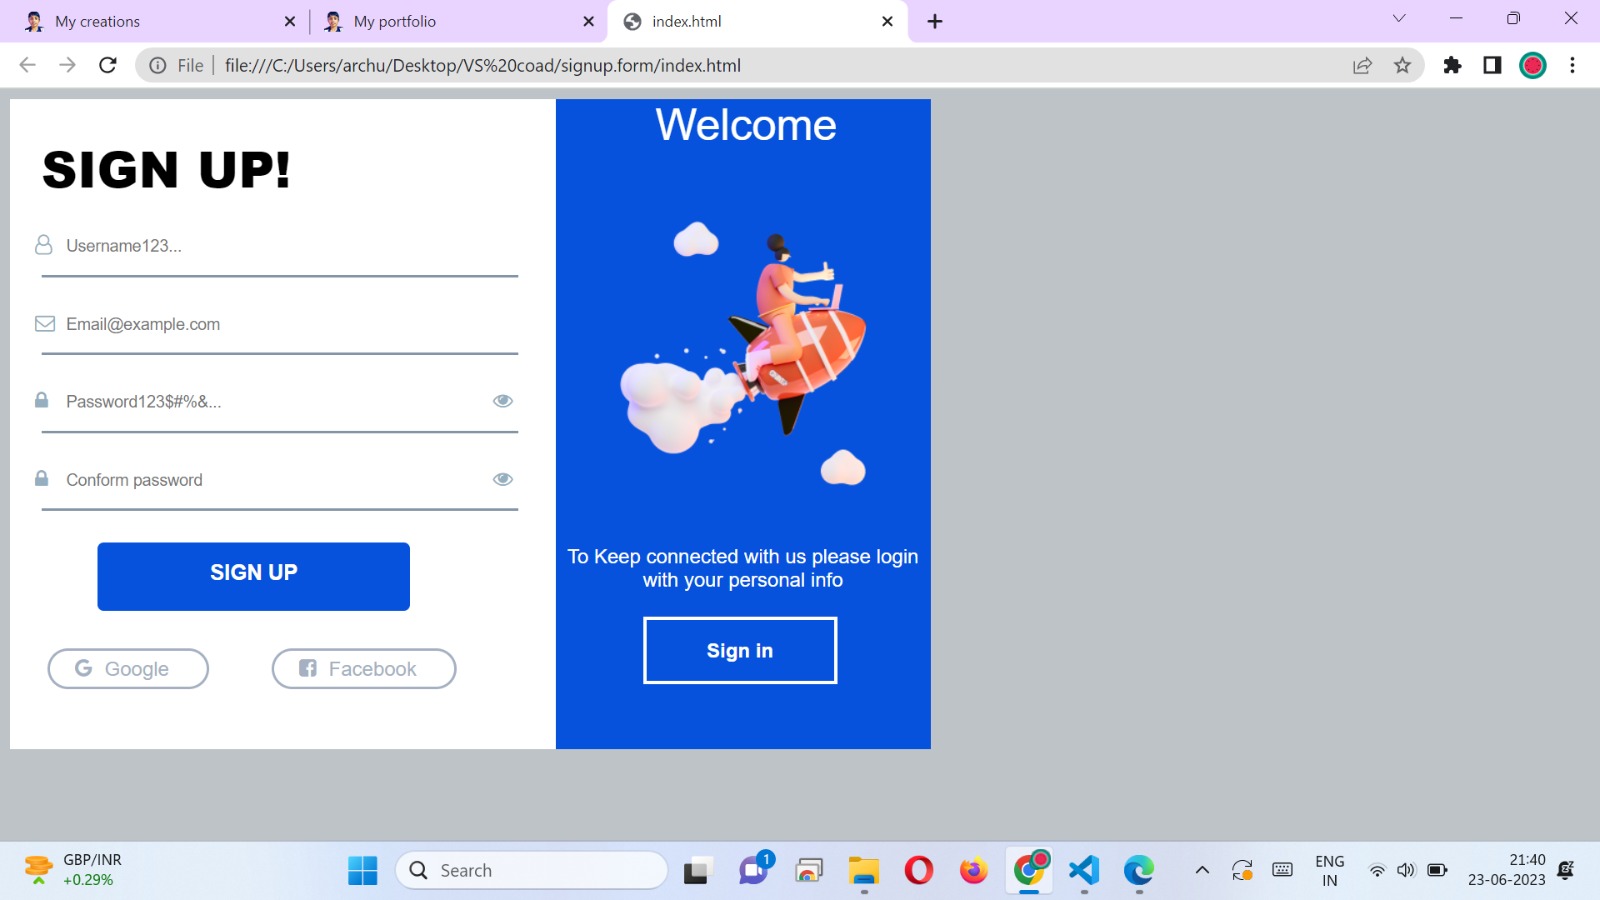 My creations
My portfolio
index.html
File
file:///C:/Users/archu/Desktop/VS%20coad/signup.form/index.html
SIGN UP!
Username123...
Email@example.com
Password123$#%&...
Conform password
SIGN UP
Google
Facebook
Welcome
To Keep connected with us please login
with your personal info
Sign in
GBP/INR
+0.29%
Search
1
ENG
IN
21:40
23-06-2023